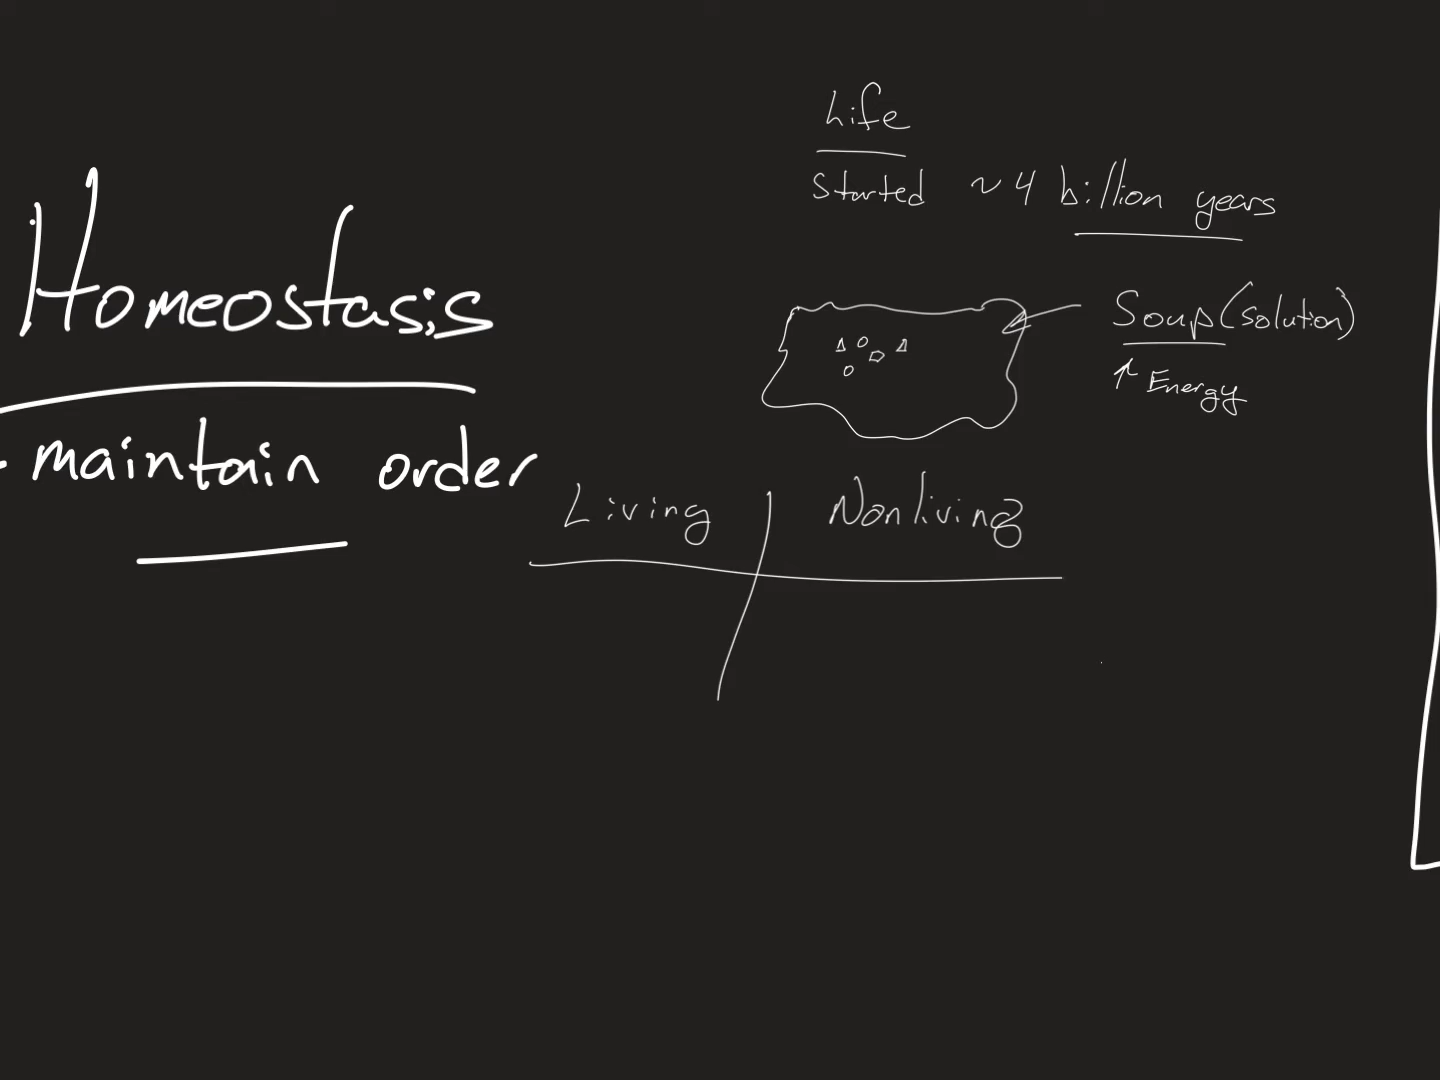 Homeostasis
- maintain order
Life
Started ~ 4 billion years
Soup (solution)
↑ Energy
Living
Nonliving